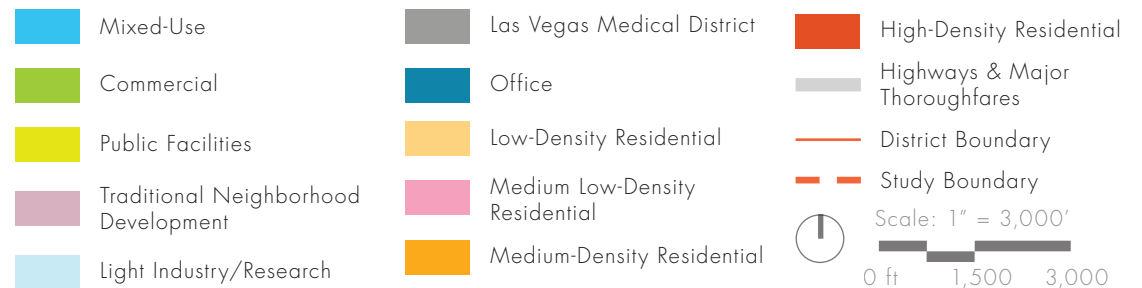 Mixed-Use
Commercial
Public Facilities
Traditional Neighborhood
Development
Light Industry/Research
Las Vegas Medical District
Office
Low-Density Residential
Medium Low-Density
Residential
Medium-Density Residential
High-Density Residential
Highways & Major
Thoroughfares
District Boundary
Study Boundary
Scale: 1” = 3,000’
0 ft 1,500 3,000